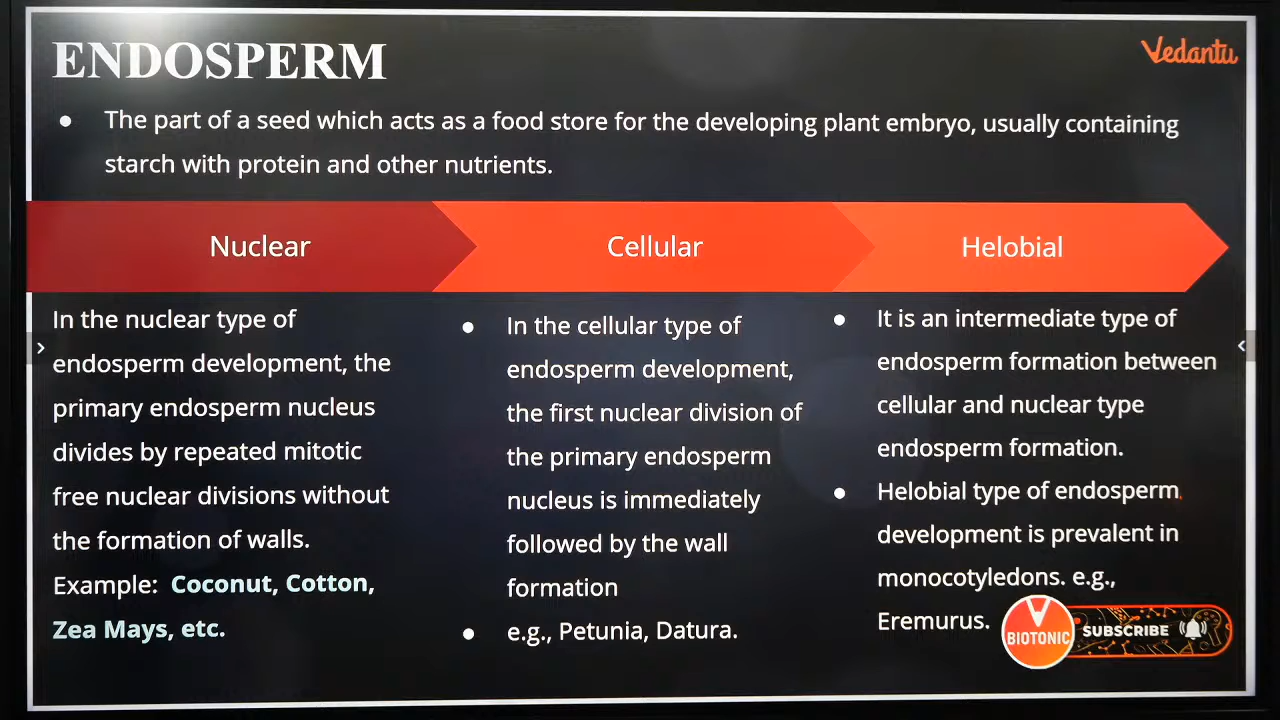 ENDOSPERM
Vedantu
● The part of a seed which acts as a food store for the developing plant embryo, usually containing
starch with protein and other nutrients.
Nuclear
Cellular
Helobial
In the nuclear type of
endosperm development, the
primary endosperm nucleus
divides by repeated mitotic
free nuclear divisions without
the formation of walls.
Example: Coconut, Cotton,
Zea Mays, etc.
● In the cellular type of
endosperm development,
the first nuclear division of
the primary endosperm
nucleus is immediately
followed by the wall
formation
● e.g., Petunia, Datura.
● It is an intermediate type of
endosperm formation between
cellular and nuclear type
endosperm formation.
● Helobial type of endosperm
development is prevalent in
monocotyledons. e.g.,
Eremurus.
V
BIOTONIC
SUBSCRIBE